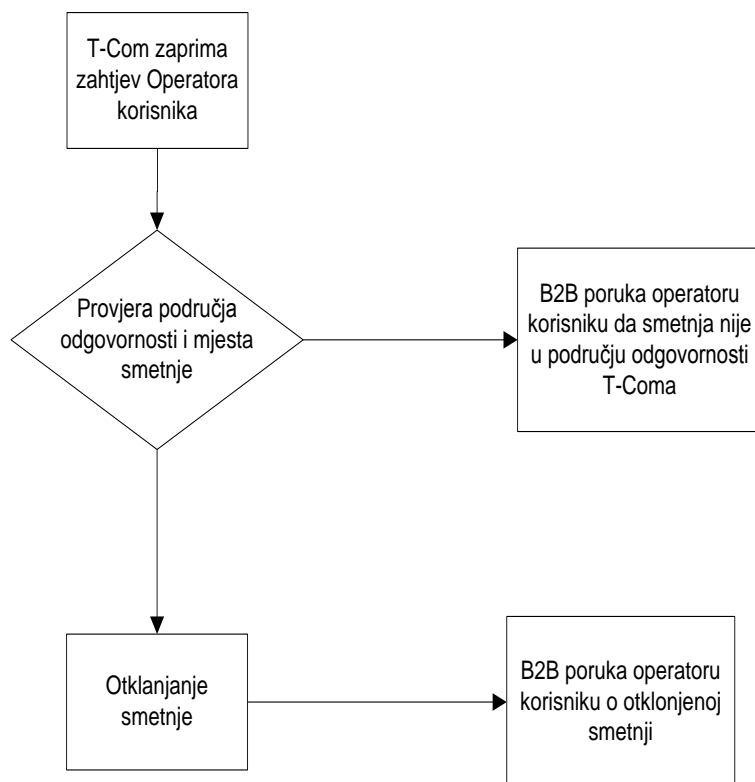 T-Com zaprima
zahtjev Operatora
korisnika
Provjera područja
odgovornosti i mjesta
smetnje
B2B poruka operatoru
korisniku da smetnja nije
u području odgovornosti
T-Coma
Otklanjanje
smetnje
B2B poruka operatoru
korisniku o otklonjenoj
smetnji